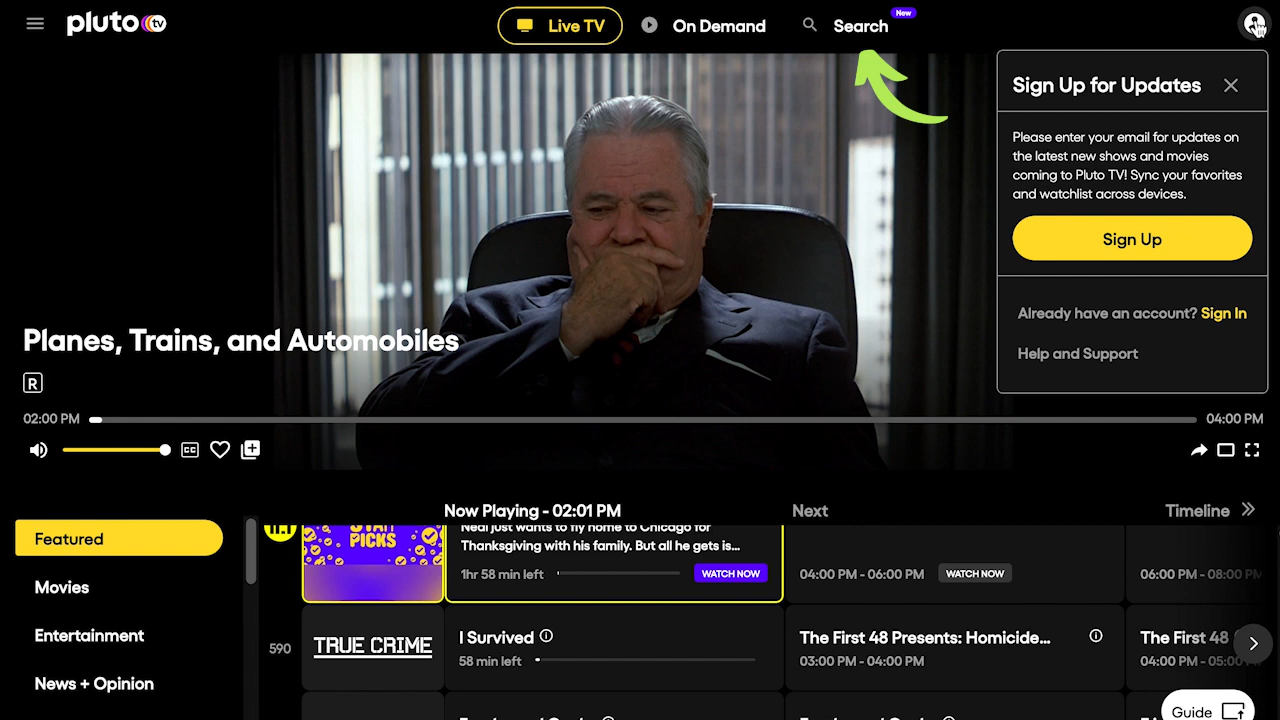 pluto tv
Live TV
On Demand
Search
New
Sign Up for Updates
Please enter your email for updates on
the latest new shows and movies
coming to Pluto TV! Sync your favorites
and watchlist across devices.
Sign Up
Already have an account? Sign In
Help and Support
Planes, Trains, and Automobiles
R
02:00 PM
04:00 PM
CC
Now Playing - 02:01 PM
Next
Timeline
Featured
Movies
Entertainment
News + Opinion
STAFF
PICKS
Neal just wants to fly home to Chicago for
Thanksgiving with his family. But all he gets is...
1hr 58 min left
WATCH NOW
04:00 PM - 06:00 PM
WATCH NOW
06:00 PM - 08:00 PM
590
TRUE CRIME
I Survived
58 min left
The First 48 Presents: Homicide...
03:00 PM - 04:00 PM
The First 48
04:00 PM - 05:00
Guide